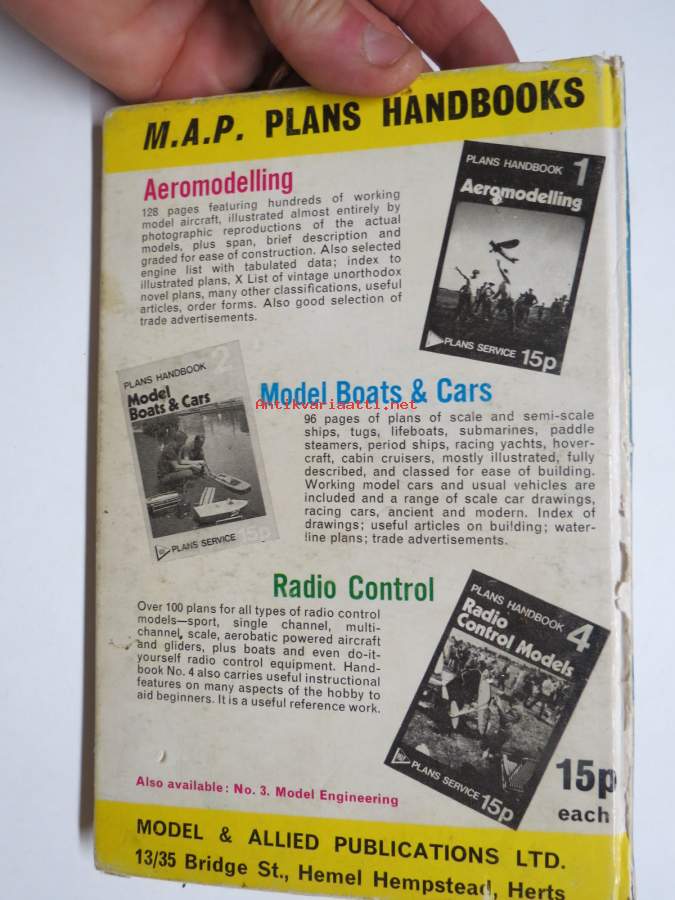 M.A.P. PLANS HANDBOOKS
Aeromodelling
128 pages featuring hundreds of working
model aircraft, illustrated almost entirely by
photographic reproductions of the actual
models, plus span, brief description and
graded for ease of construction. Also selected
engine list with tabulated data; index to
illustrated plans, X List of vintage unorthodox
novel plans, many other classifications, useful
articles, order forms. Also good selection of
trade advertisements.
PLANS HANDBOOK 1
Aeromodelling
PLANS SERVICE 15p
PLANS HANDBOOK 2
Model
Boats & Cars
PLANS SERVICE 15p
Model Boats & Cars
Antikvariaatti.net
96 pages of plans of scale and semi-scale
ships, tugs, lifeboats, submarines, paddle
steamers, period ships, racing yachts, hover-
craft, cabin cruisers, mostly illustrated, fully
described, and classed for ease of building.
Working model cars and usual vehicles are
included and a range of scale car drawings,
racing cars, ancient and modern. Index of
drawings; useful articles on building; water-
line plans; trade advertisements.
Radio Control
Over 100 plans for all types of radio control
models—sport, single channel, multi-
channel, scale, aerobatic powered aircraft
and gliders, plus boats and even do-it-
yourself radio control equipment. Hand-
book No. 4 also carries useful instructional
features on many aspects of the hobby to
aid beginners. It is a useful reference work.
PLANS HANDBOOK 4
Radio
Control Models
PLANS SERVICE 15p
15p
each
Also available: No. 3. Model Engineering
MODEL & ALLIED PUBLICATIONS LTD.
13/35 Bridge St., Hemel Hempstead, Herts